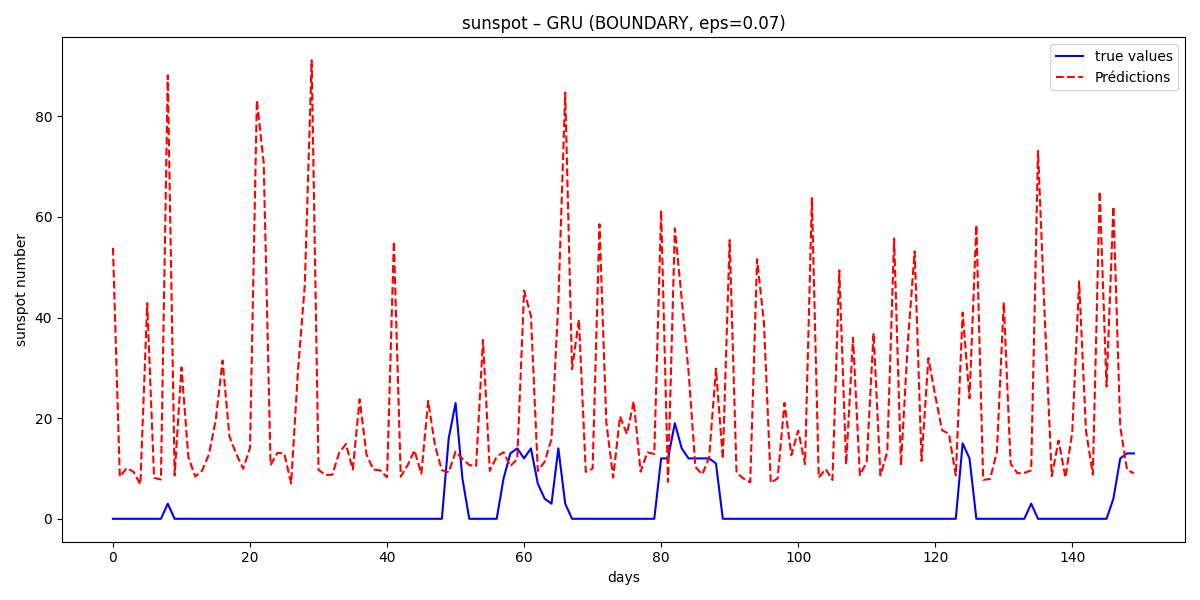 sunspot – GRU (BOUNDARY, eps=0.07)
true values
Prédictions
sunspot number
80
60
40
20
0
0 20 40 60 80 100 120 140
days